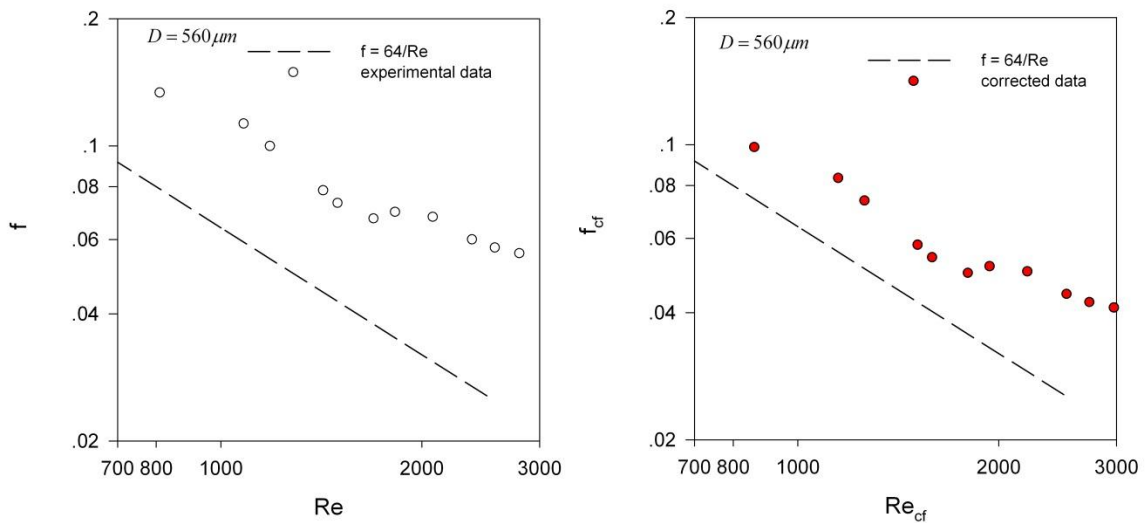 .2
D = 560μm
f = 64/Re
experimental data
.1
.08
.06
.04
.02
f
700 800 1000 2000 3000
Re
.2
D = 560μm
f = 64/Re
corrected data
.1
.08
.06
.04
.02
f_cf
700 800 1000 2000 3000
Re_cf